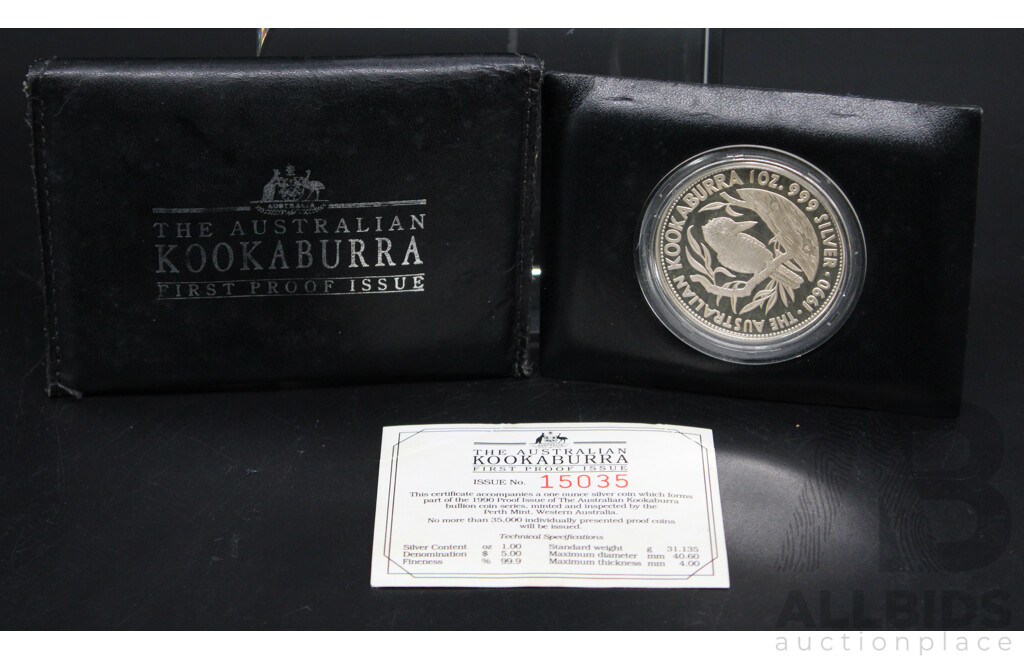 AUSTRALIA
THE AUSTRALIAN
KOOKABURRA
FIRST PROOF ISSUE
THE AUSTRALIAN KOOKABURRA 1 OZ. 999 SILVER · 1990 ·
THE AUSTRALIAN
KOOKABURRA
FIRST PROOF ISSUE
ISSUE No. 15035
This certificate accompanies a one ounce silver coin which forms
part of the 1990 Proof Issue of The Australian Kookaburra
bullion coin series, minted and inspected by the
Perth Mint, Western Australia.
No more than 35,000 individually presented proof coins
will be issued.
Technical Specifications
Silver Content oz 1.00 Standard weight g 31.135
Denomination $ 5.00 Maximum diameter mm 40.60
Fineness % 99.9 Maximum thickness mm 4.00
ALLBIDS
auctionplace